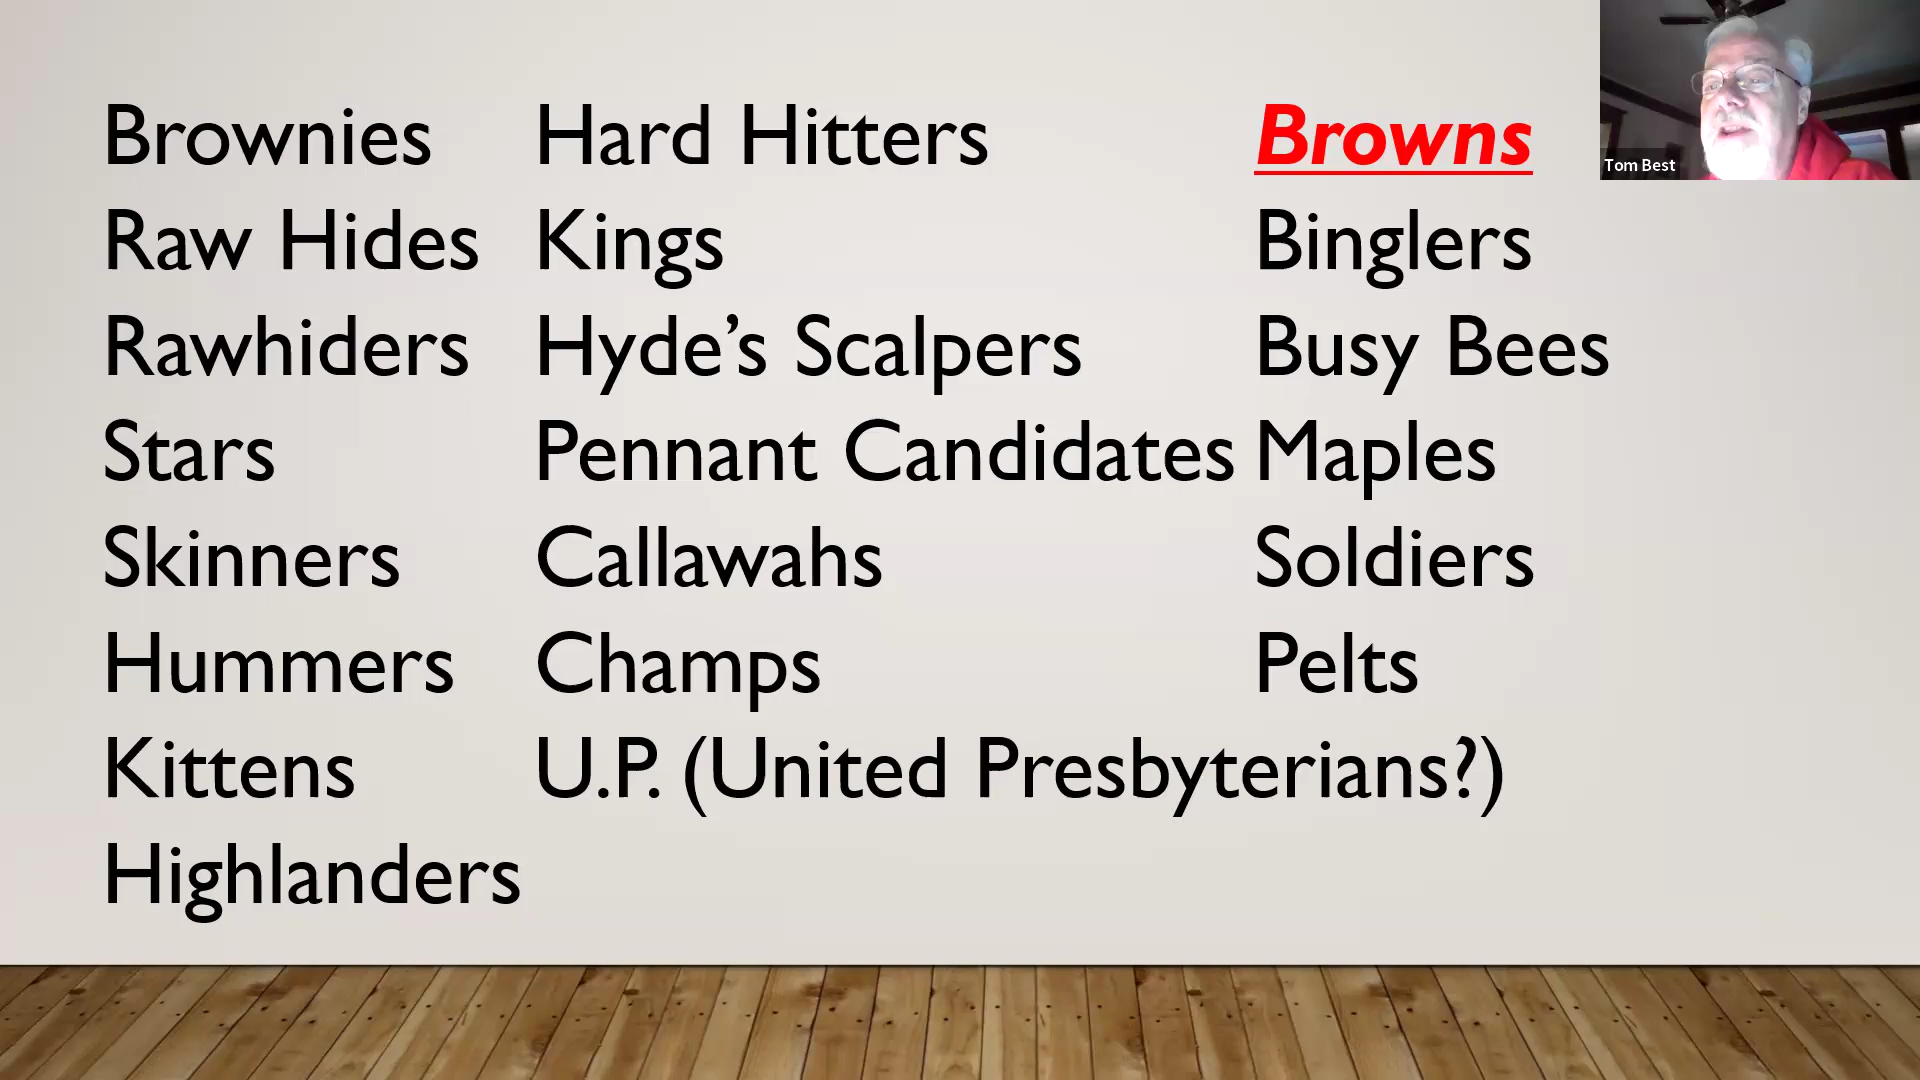 Brownies
Raw Hides
Rawhiders
Stars
Skinners
Hummers
Kittens
Highlanders
Hard Hitters
Kings
Hyde’s Scalpers
Pennant Candidates
Callawahs
Champs
U.P. (United Presbyterians?)
Browns
Binglers
Busy Bees
Maples
Soldiers
Pelts
Tom Best